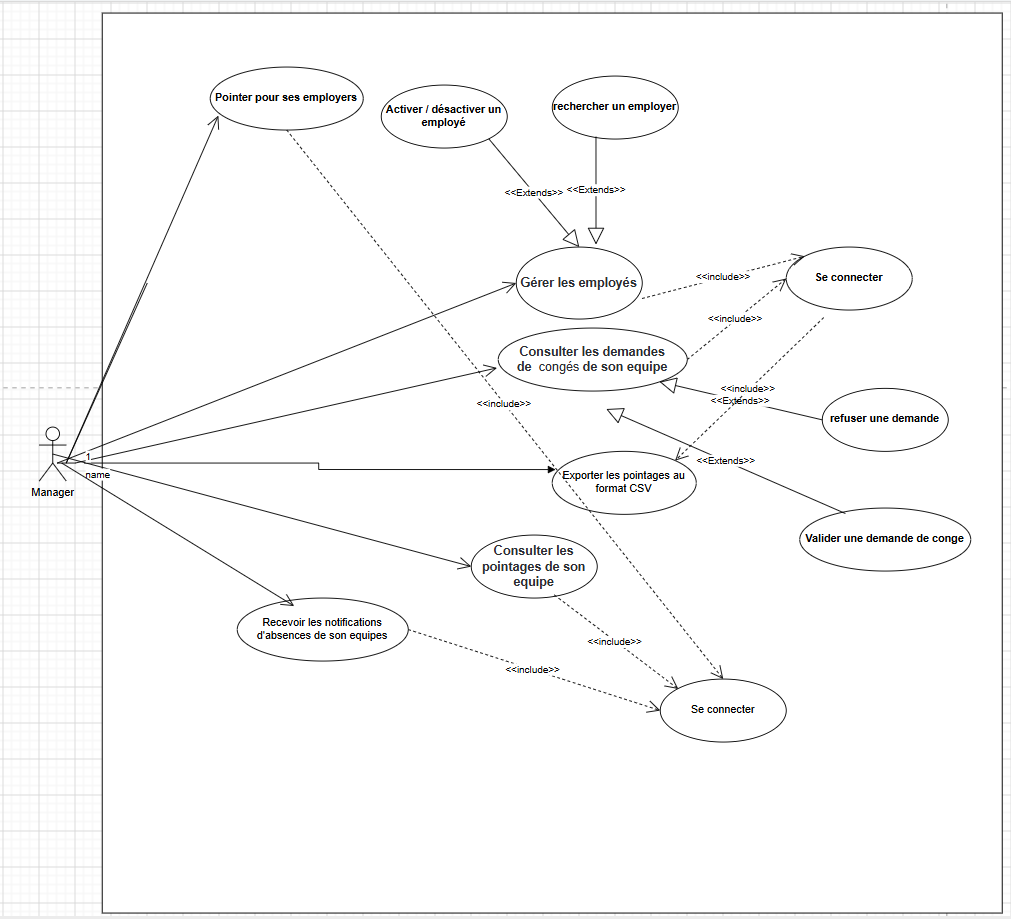 Pointer pour ses employers
Activer / désactiver un
employé
rechercher un employer
<<Extends>>
<<Extends>>
Gérer les employés
<<include>>
Se connecter
<<include>>
Consulter les demandes
de congés de son equipe
<<include>>
<<Extends>>
<<include>>
refuser une demande
1
name
Manager
<<Extends>>
Exporter les pointages au
format CSV
Valider une demande de conge
Consulter les
pointages de son
equipe
Recevoir les notifications
d'absences de son equipes
<<include>>
<<include>>
Se connecter